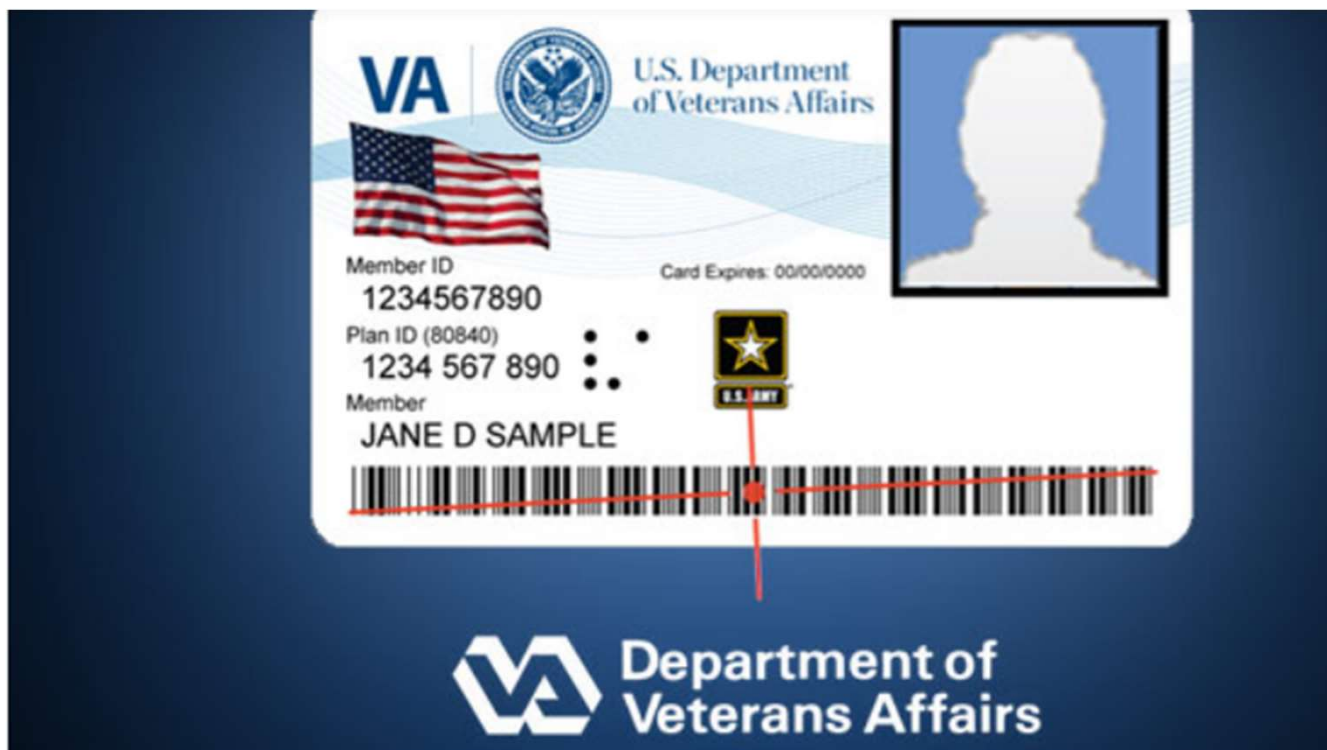 VA
U.S. Department
of Veterans Affairs
Member ID
Card Expires: 00/00/0000
1234567890
Plan ID (80840)
1234 567 890
U.S. ARMY
Member
JANE D SAMPLE
Department of
Veterans Affairs